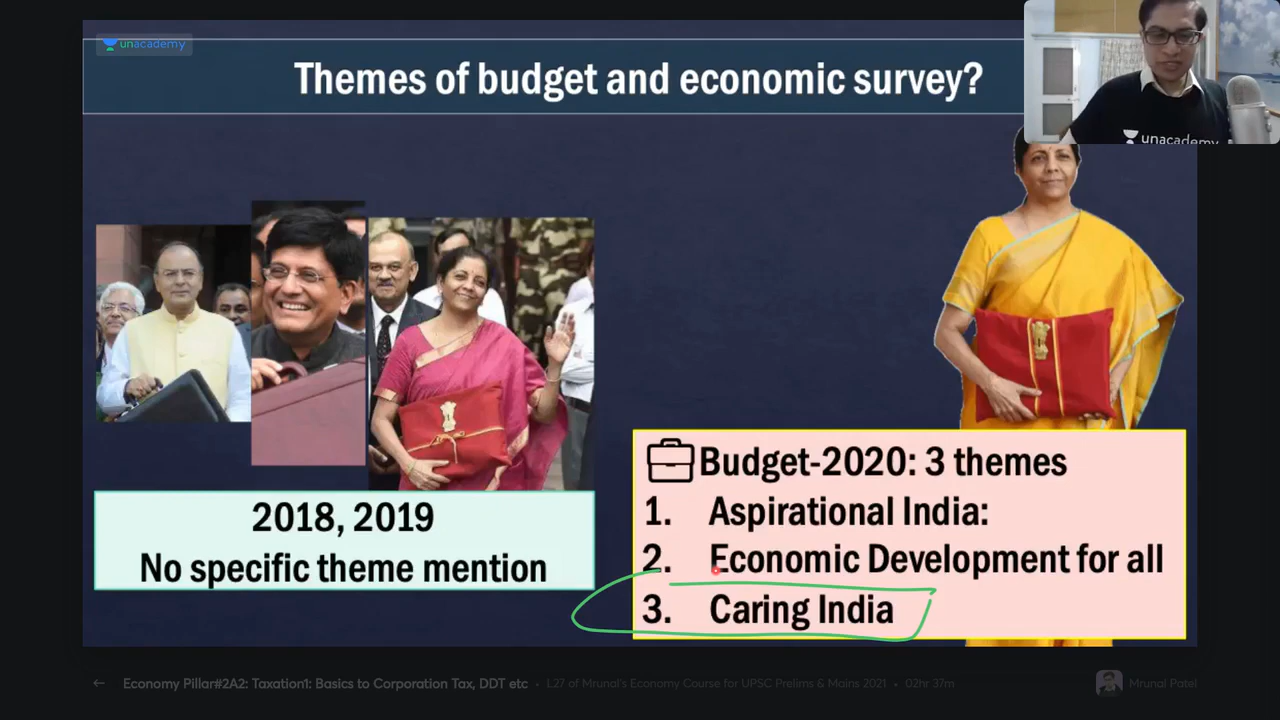 unacademy
Themes of budget and economic survey?
unacademy
2018, 2019
No specific theme mention
Budget-2020: 3 themes
1. Aspirational India:
2. Economic Development for all
3. Caring India
Economy Pillar#2A2: Taxation1: Basics to Corporation Tax, DDT etc • L27 of Mrunal's Economy Course for UPSC Prelims & Mains 2021 • 02hr 37m
Mrunal Patel